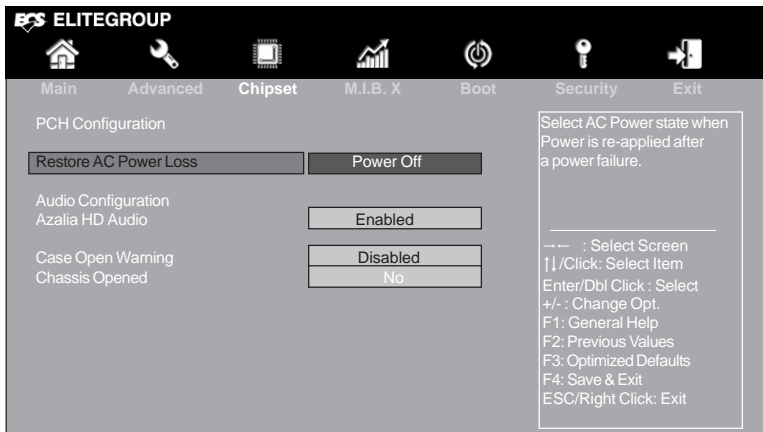 ECS ELITEGROUP
Main Advanced Chipset M.I.B. X Boot Security Exit
PCH Configuration
Restore AC Power Loss Power Off
Audio Configuration
Azalia HD Audio Enabled
Case Open Warning Disabled
Chassis Opened No
Select AC Power state when
Power is re-applied after
a power failure.
→← : Select Screen
↑↓/Click: Select Item
Enter/Dbl Click : Select
+/- : Change Opt.
F1: General Help
F2: Previous Values
F3: Optimized Defaults
F4: Save & Exit
ESC/Right Click: Exit